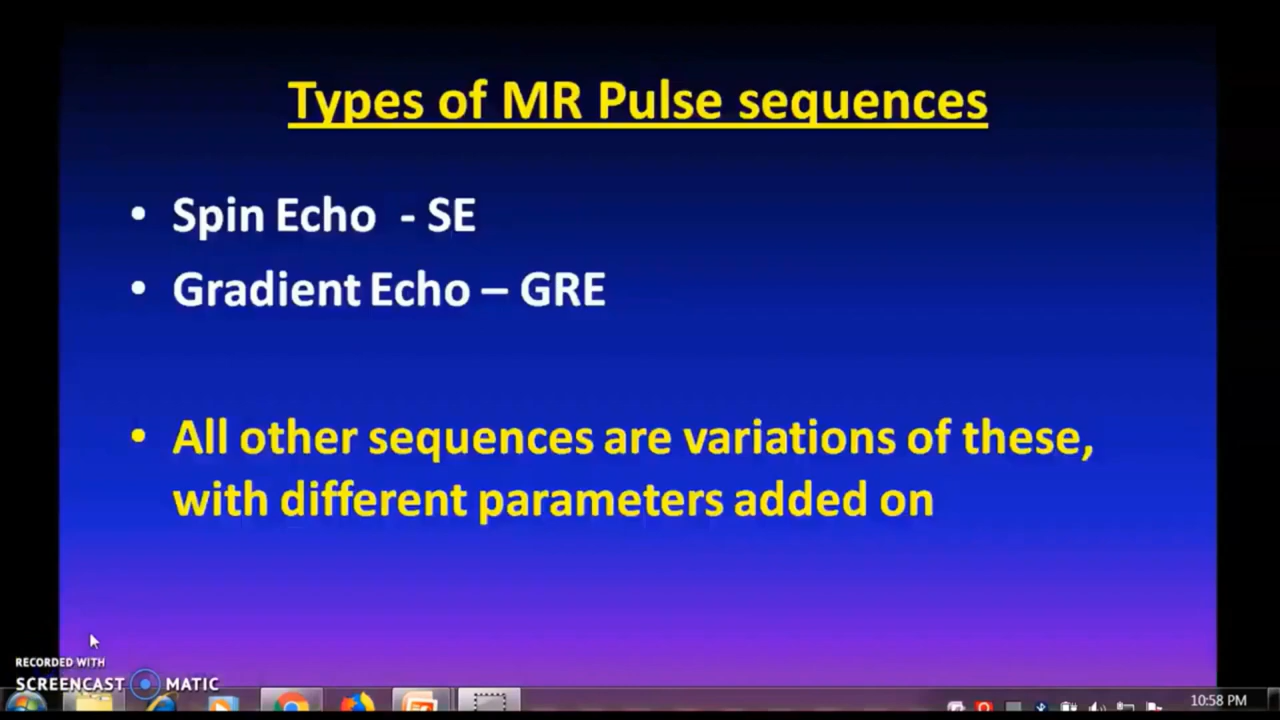 Types of MR Pulse sequences
• Spin Echo - SE
• Gradient Echo – GRE
• All other sequences are variations of these,
with different parameters added on
RECORDED WITH
SCREENCAST MATIC
10:58 PM